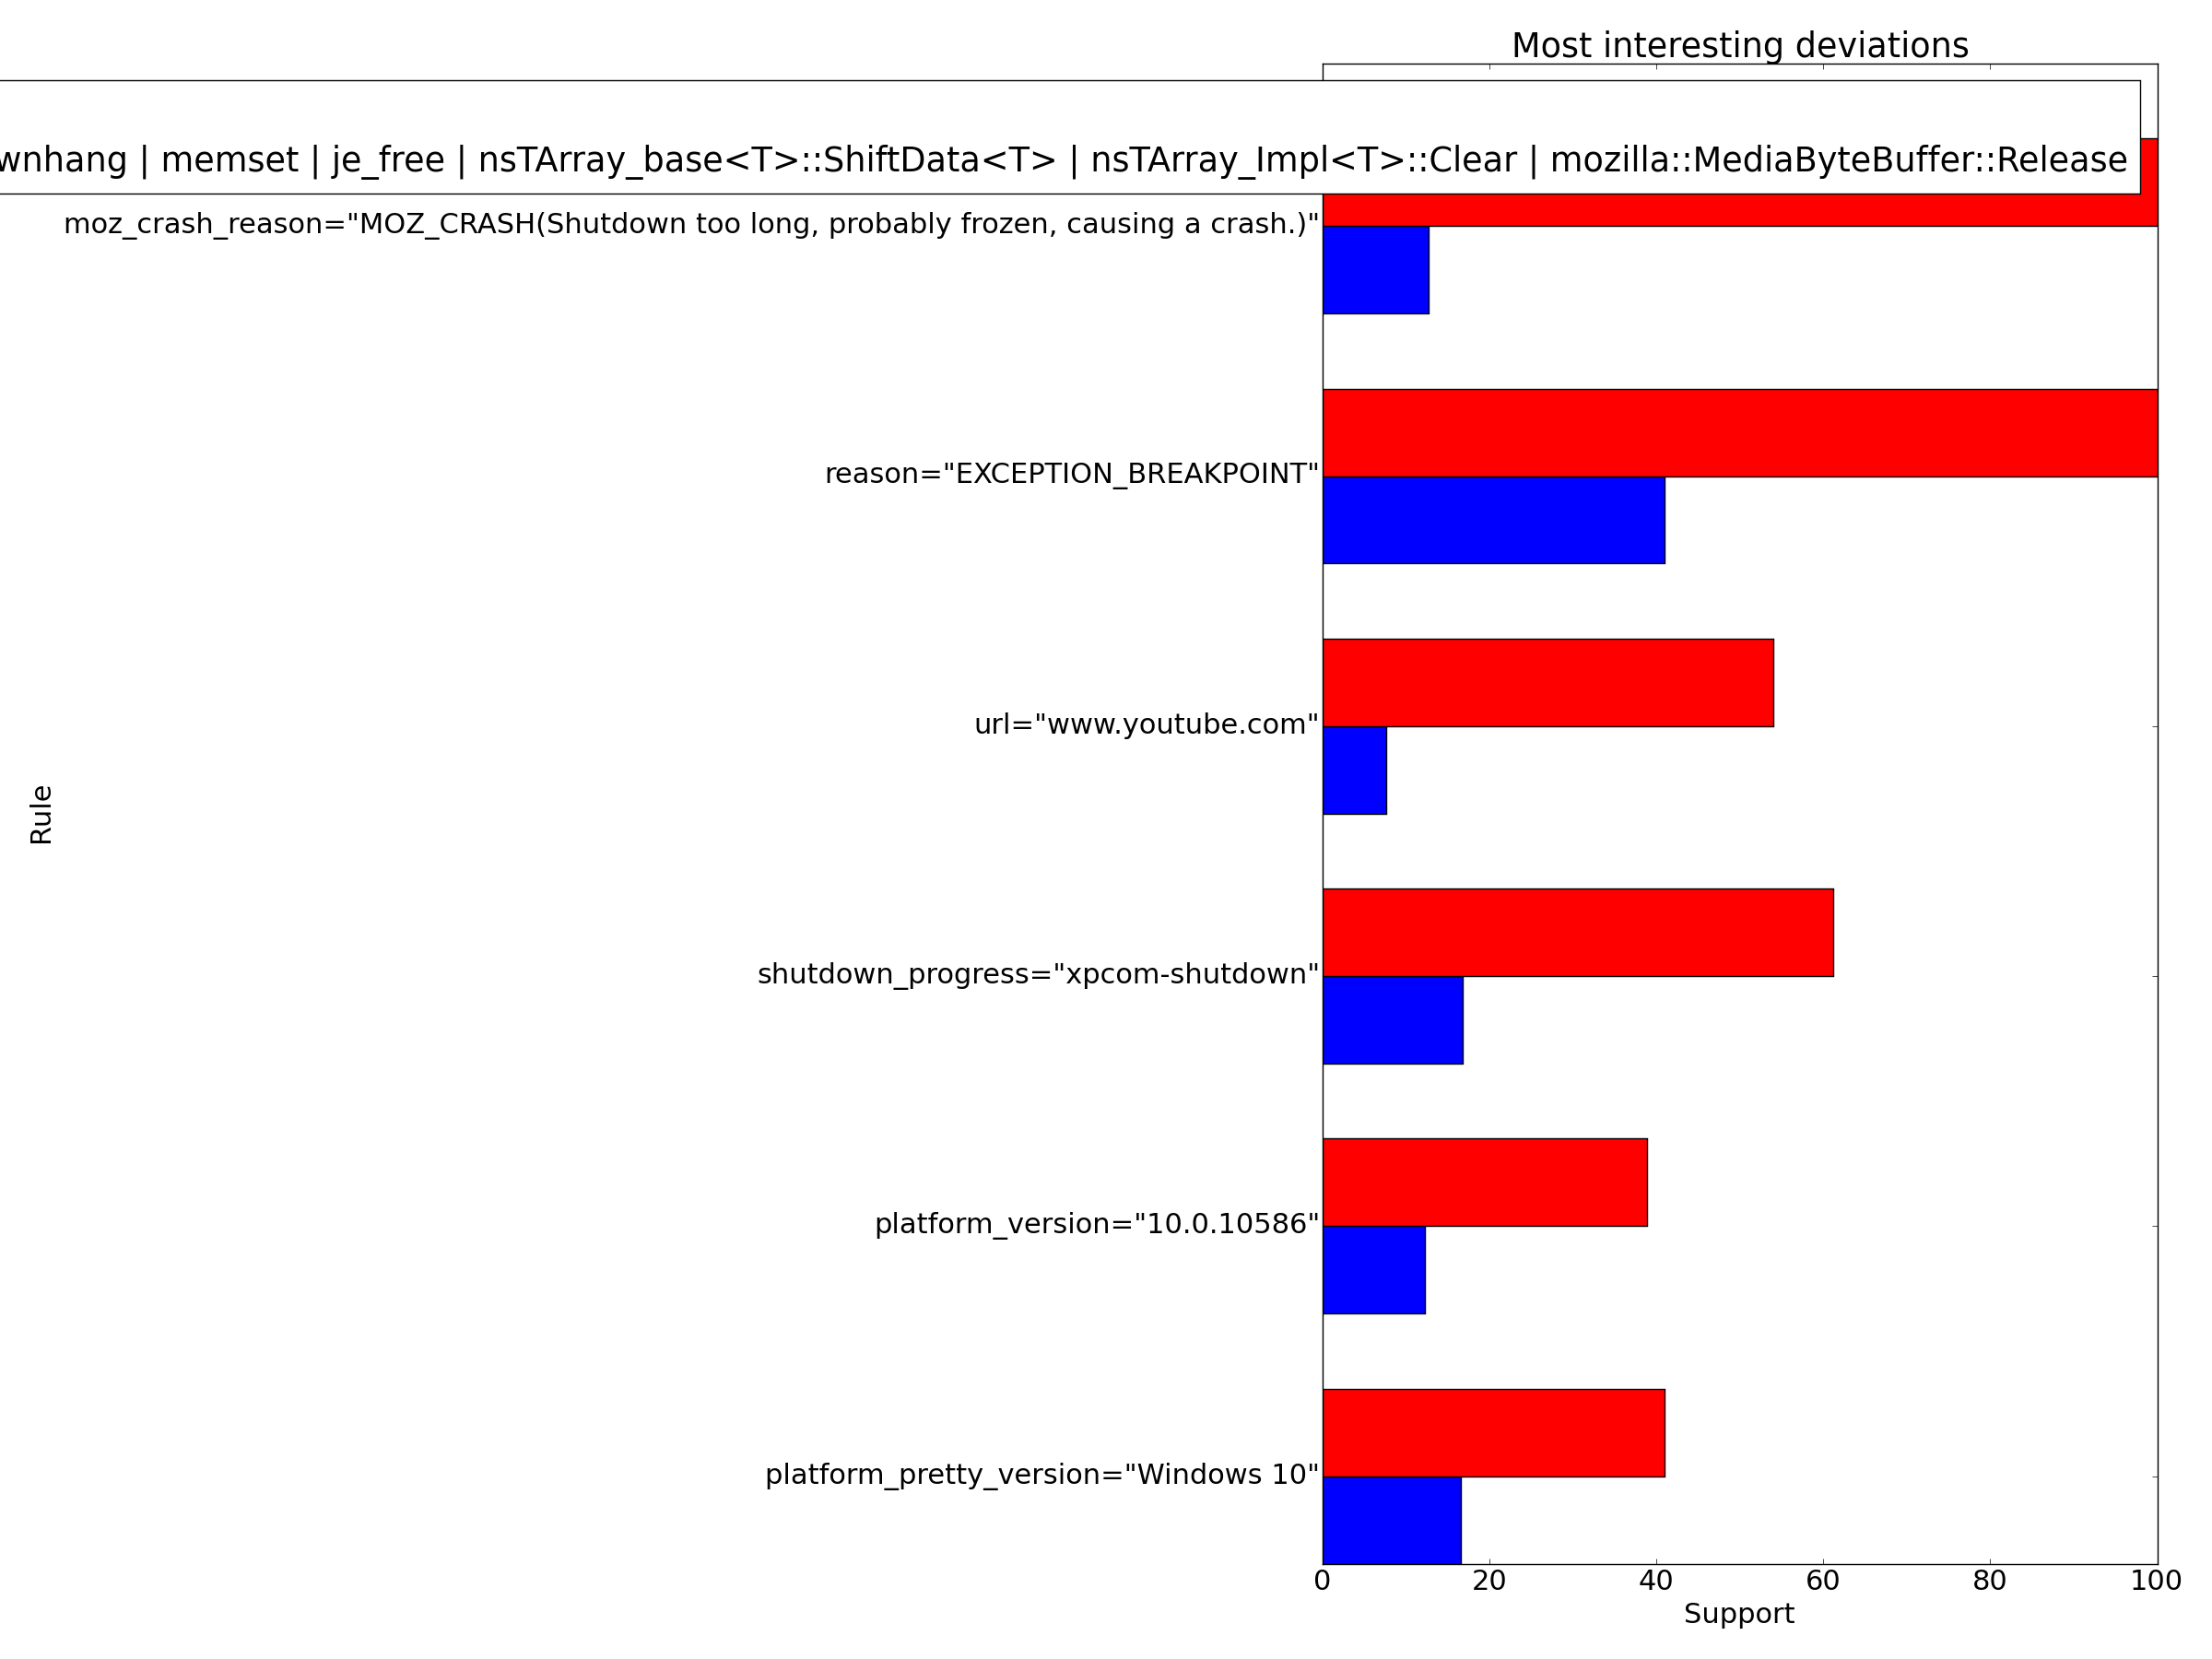 Most interesting deviations
wnhang | memset | je_free | nsTArray_base<T>::ShiftData<T> | nsTArray_Impl<T>::Clear | mozilla::MediaByteBuffer::Release
moz_crash_reason="MOZ_CRASH(Shutdown too long, probably frozen, causing a crash.)"
reason="EXCEPTION_BREAKPOINT"
url="www.youtube.com"
Rule
shutdown_progress="xpcom-shutdown"
platform_version="10.0.10586"
platform_pretty_version="Windows 10"
0 20 40 60 80 100
Support